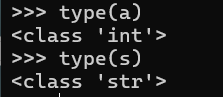 >>> type(a)
<class 'int'>
>>> type(s)
<class 'str'>